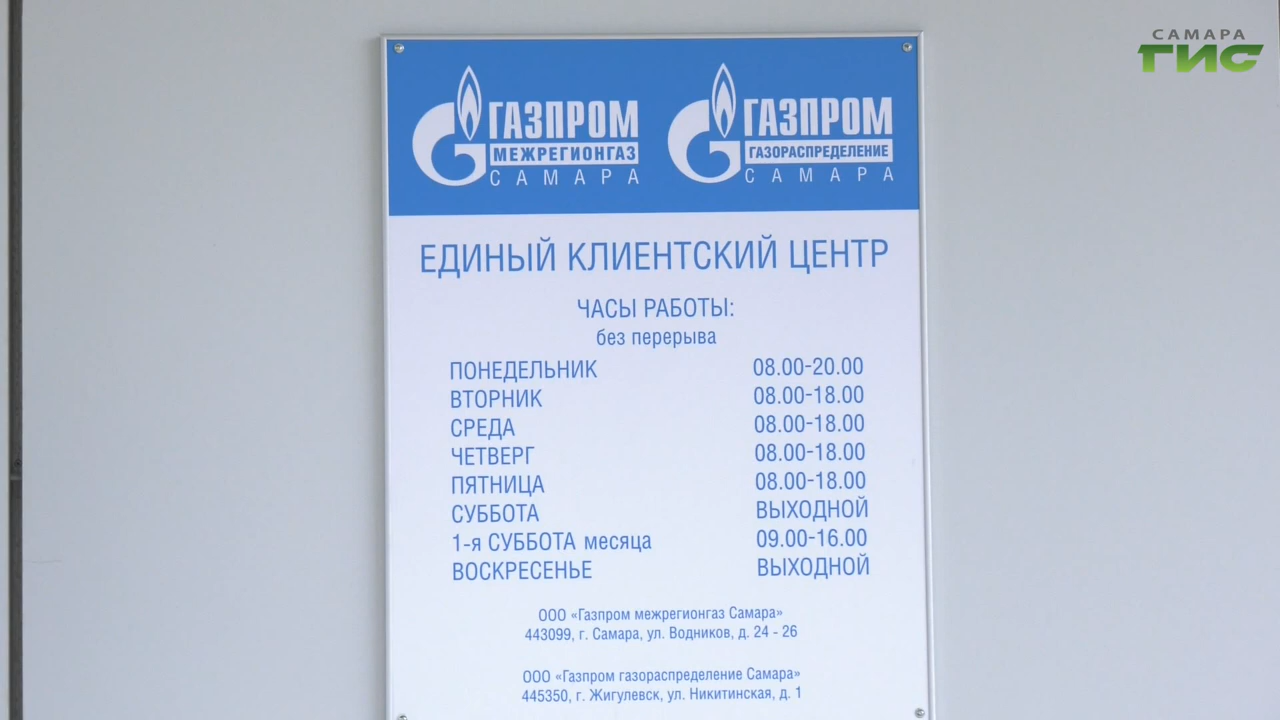 САМАРА
ГИС
ГАЗПРОМ
МЕЖРЕГИОНГАЗ
САМАРА
ГАЗПРОМ
ГАЗОРАСПРЕДЕЛЕНИЕ
САМАРА
ЕДИНЫЙ КЛИЕНТСКИЙ ЦЕНТР
ЧАСЫ РАБОТЫ:
без перерыва
ПОНЕДЕЛЬНИК 08.00-20.00
ВТОРНИК 08.00-18.00
СРЕДА 08.00-18.00
ЧЕТВЕРГ 08.00-18.00
ПЯТНИЦА 08.00-18.00
СУББОТА ВЫХОДНОЙ
1-я СУББОТА месяца 09.00-16.00
ВОСКРЕСЕНЬЕ ВЫХОДНОЙ
ООО «Газпром межрегионгаз Самара»
443099, г. Самара, ул. Водников, д. 24 - 26
ООО «Газпром газораспределение Самара»
445350, г. Жигулевск, ул. Никитинская, д. 1